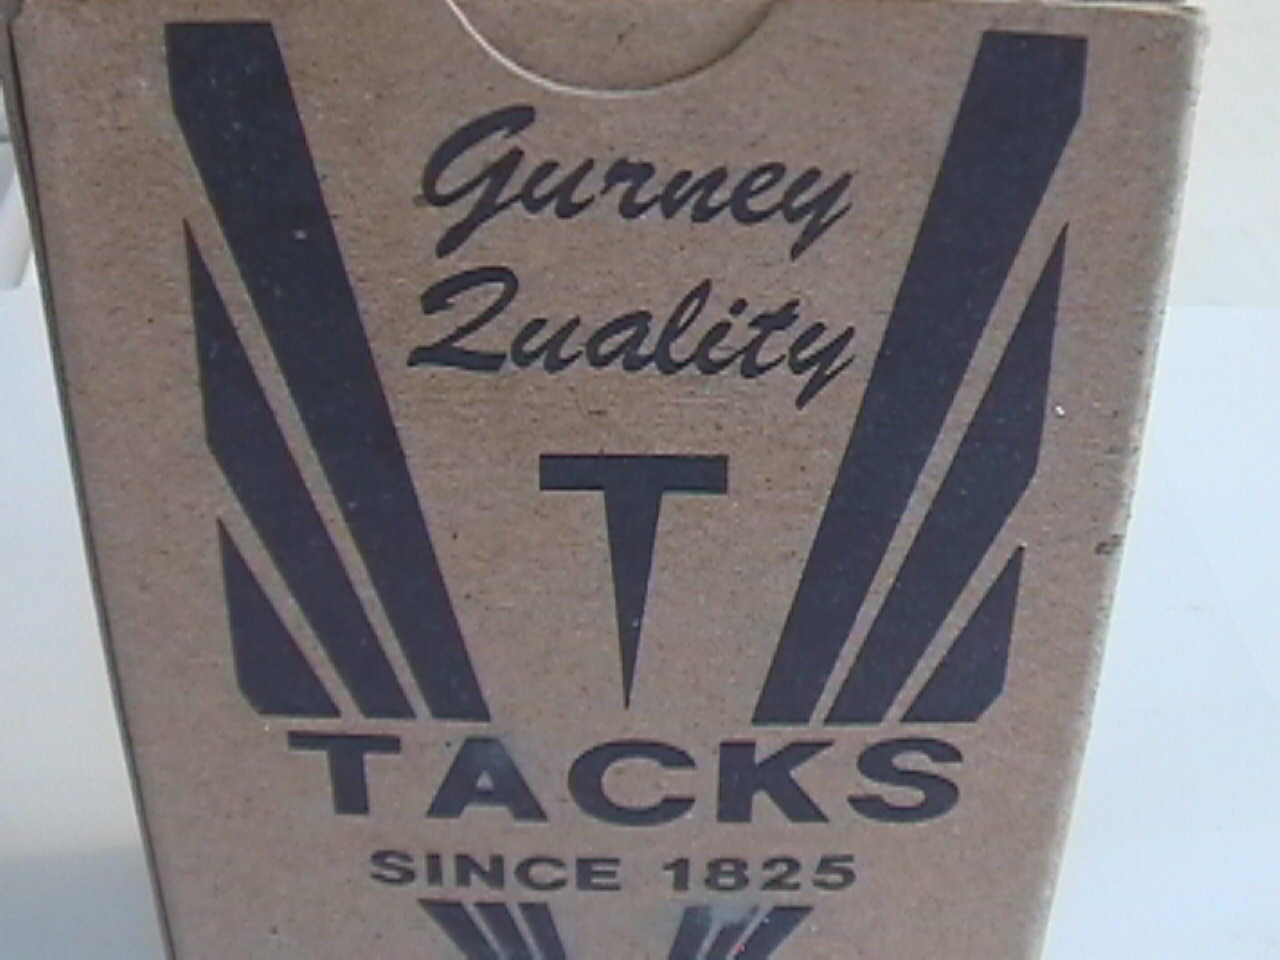 Gurney
Quality
T
TACKS
SINCE 1825